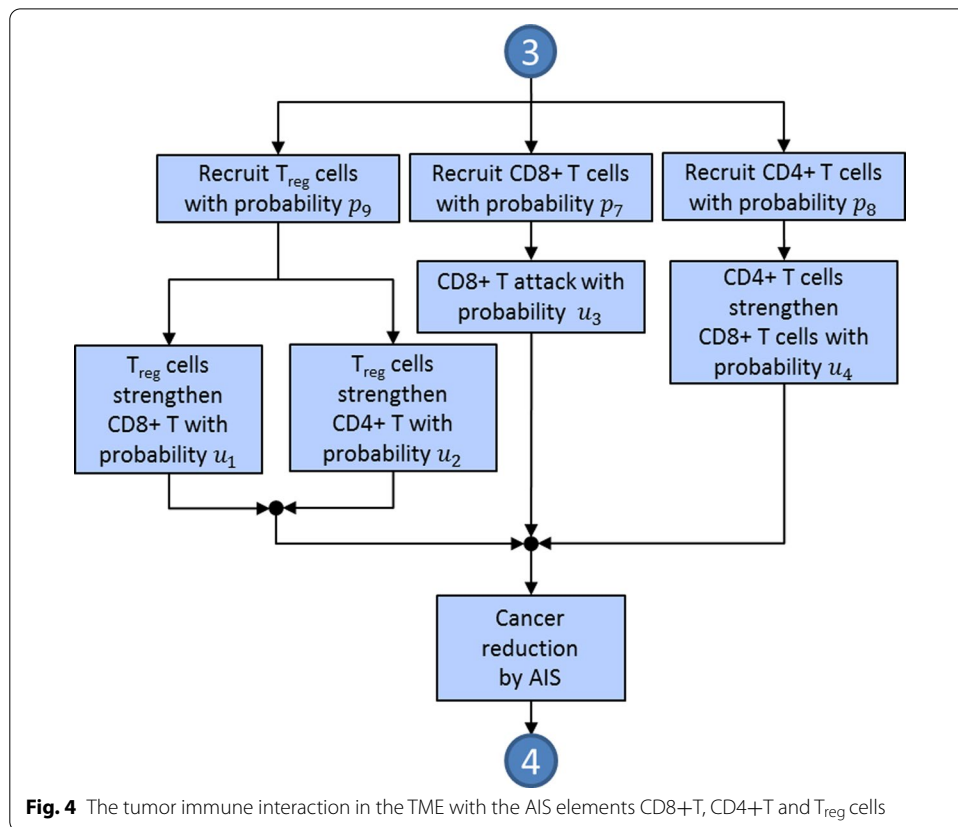 3
Recruit Treg cells
with probability p9
Recruit CD8+ T cells
with probability p7
Recruit CD4+ T cells
with probability p8
CD8+ T attack with
probability u3
CD4+ T cells
strengthen
CD8+ T cells with
probability u4
Treg cells
strengthen
CD8+ T with
probability u1
Treg cells
strengthen
CD4+ T with
probability u2
Cancer
reduction
by AIS
4
Fig. 4 The tumor immune interaction in the TME with the AIS elements CD8+T, CD4+T and Treg cells